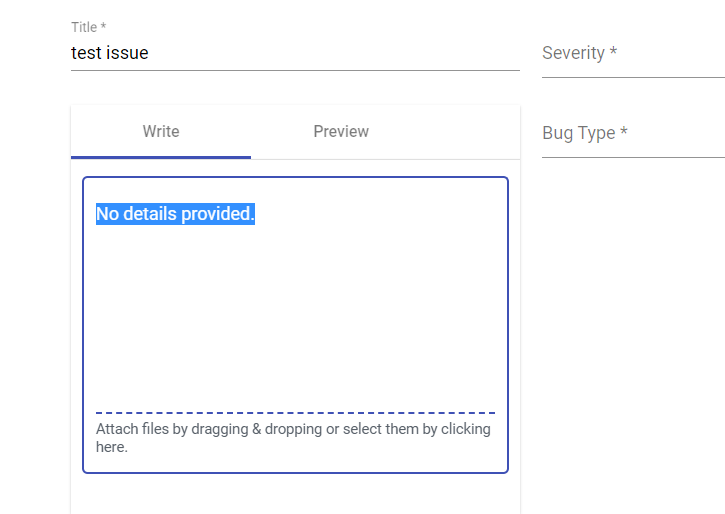 Title *
test issue
Severity *
Write
Preview
Bug Type *
No details provided.
Attach files by dragging & dropping or select them by clicking
here.